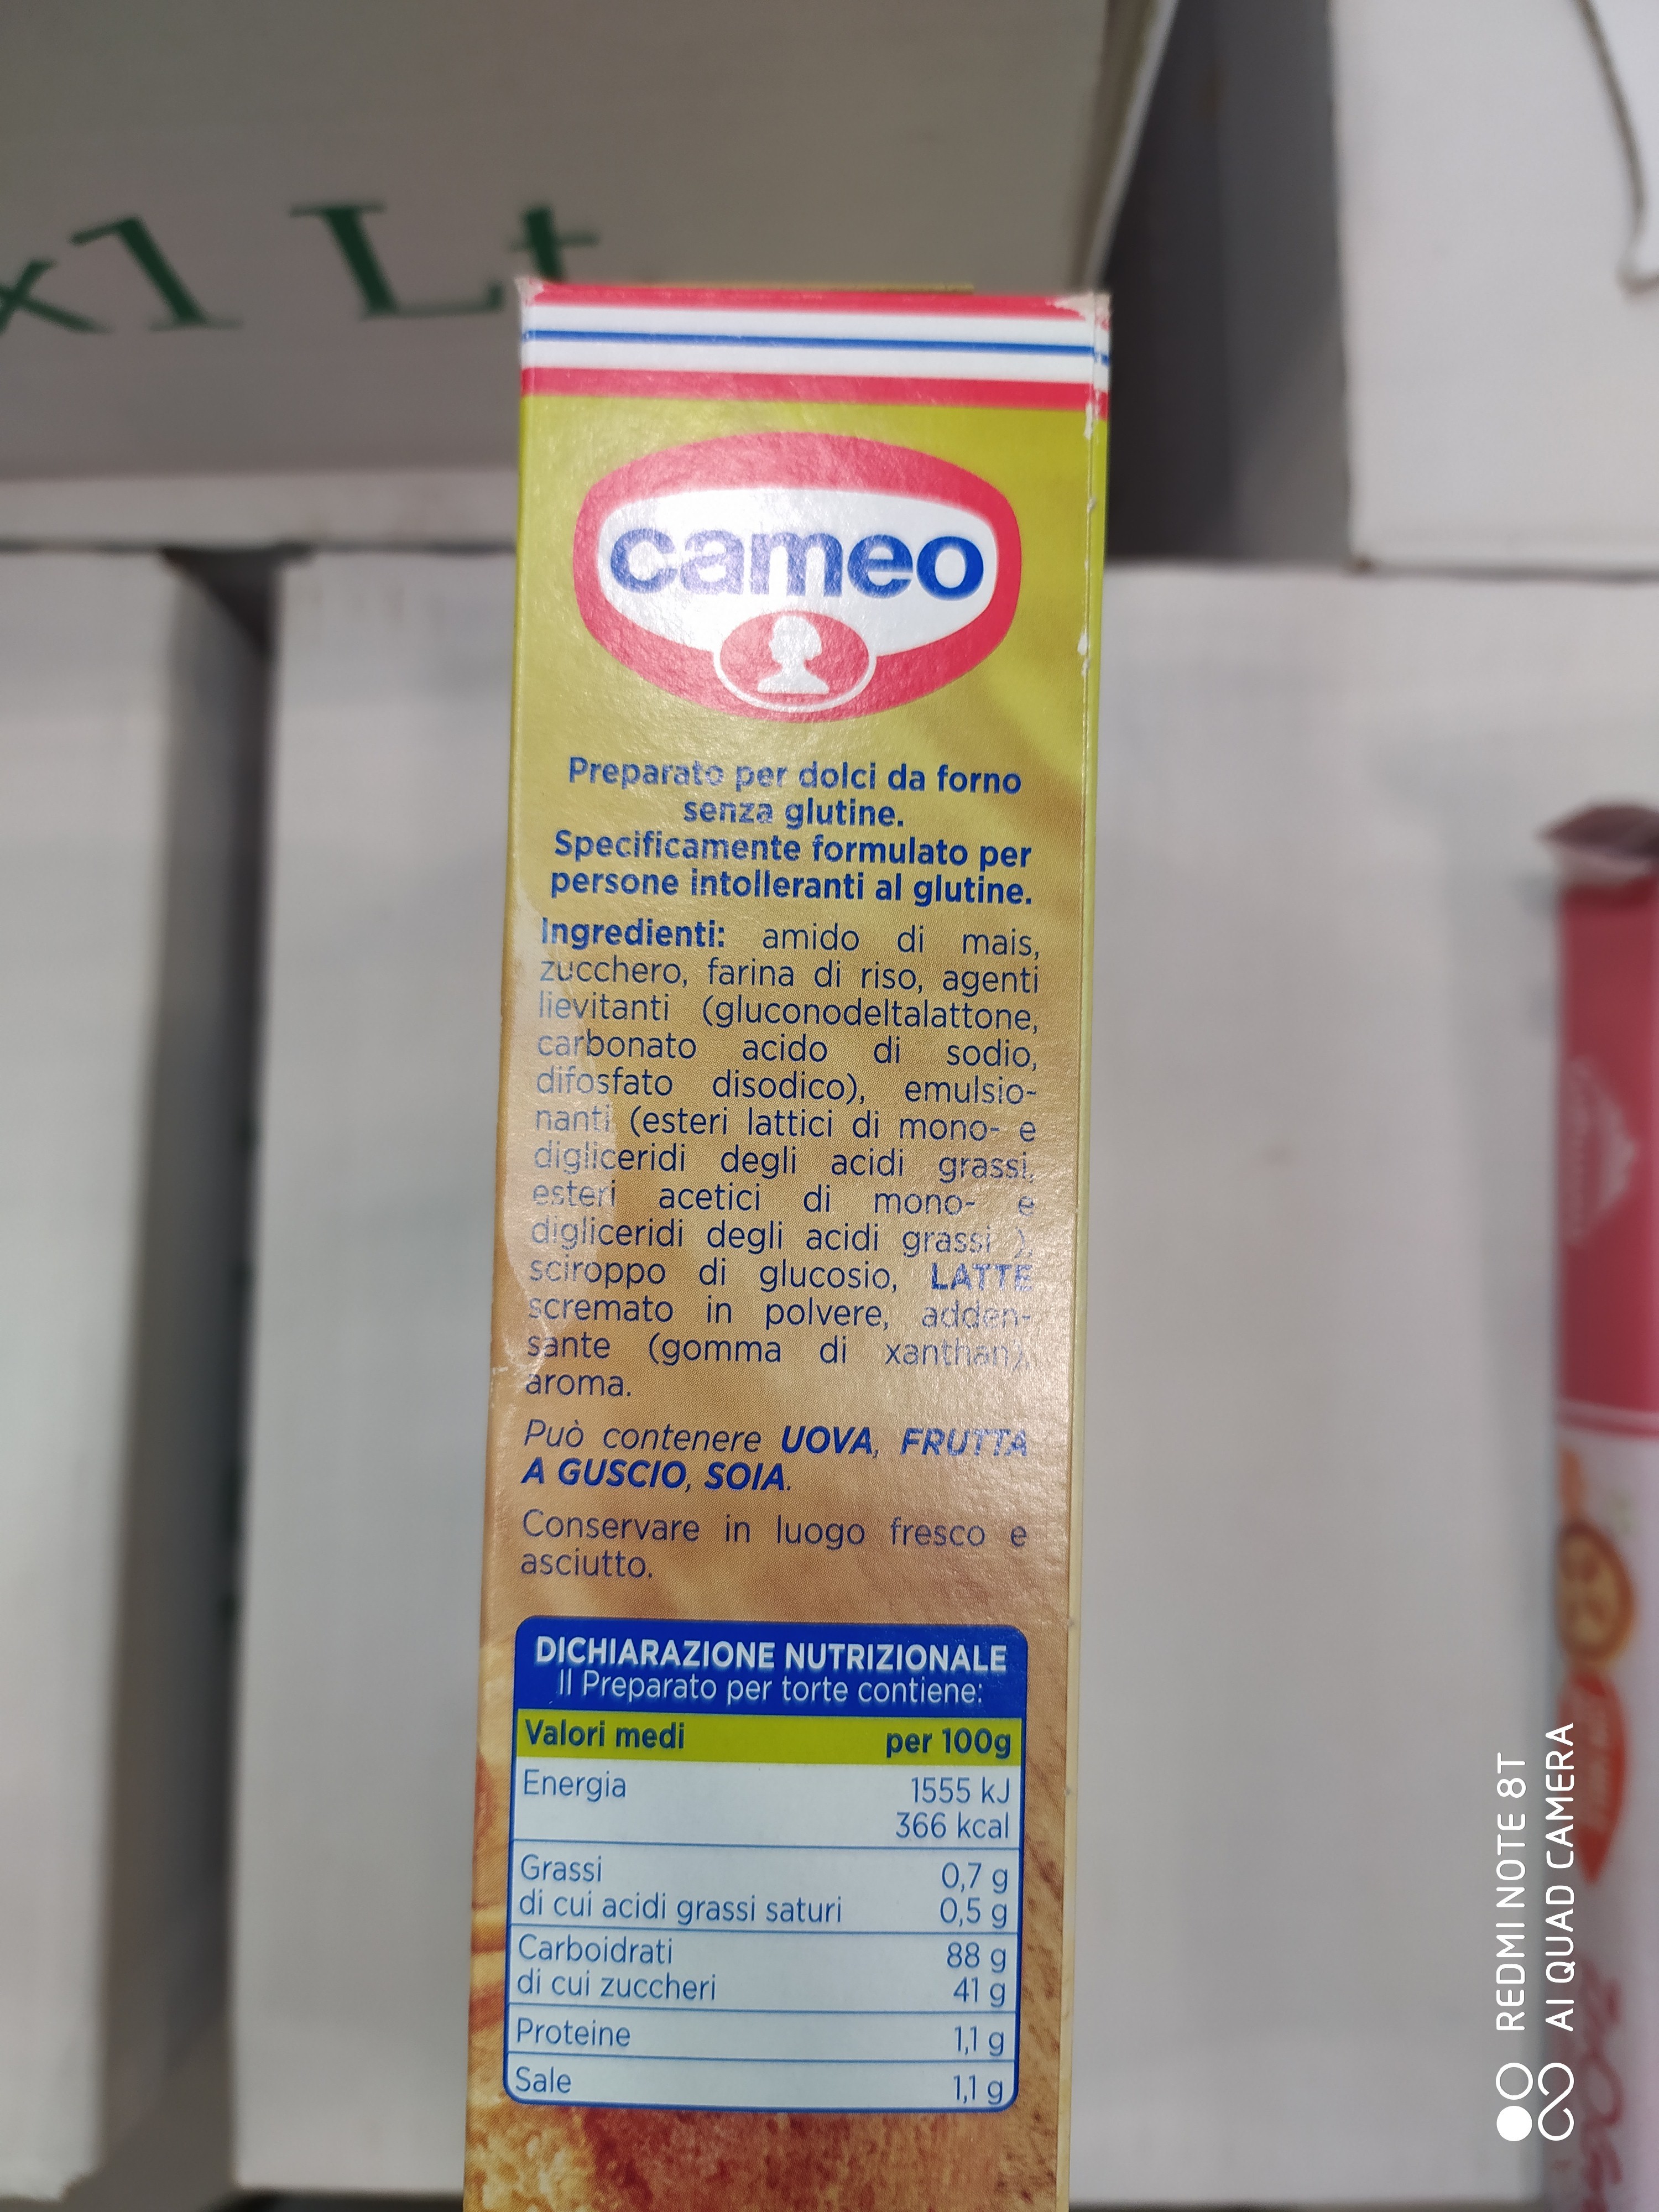 x1 Lt
cameo
Preparato per dolci da forno
senza glutine.
Specificamente formulato per
persone intolleranti al glutine.
Ingredienti: amido di mais,
zucchero, farina di riso, agenti
lievitanti (gluconodeltalattone,
carbonato acido di sodio,
difosfato disodico), emulsio-
nanti (esteri lattici di mono- e
digliceridi degli acidi grassi,
esteri acetici di mono- e
digliceridi degli acidi grassi ),
sciroppo di glucosio, LATTE
scremato in polvere, adden-
sante (gomma di xanthan),
aroma.
Può contenere UOVA, FRUTTA
A GUSCIO, SOIA.
Conservare in luogo fresco e
asciutto.
DICHIARAZIONE NUTRIZIONALE
Il Preparato per torte contiene:
Valori medi per 100g
Energia 1555 kJ
366 kcal
Grassi 0,7 g
di cui acidi grassi saturi 0,5 g
Carboidrati 88 g
di cui zuccheri 41 g
Proteine 1,1 g
Sale 1,1 g
REDMI NOTE 8T
AI QUAD CAMERA